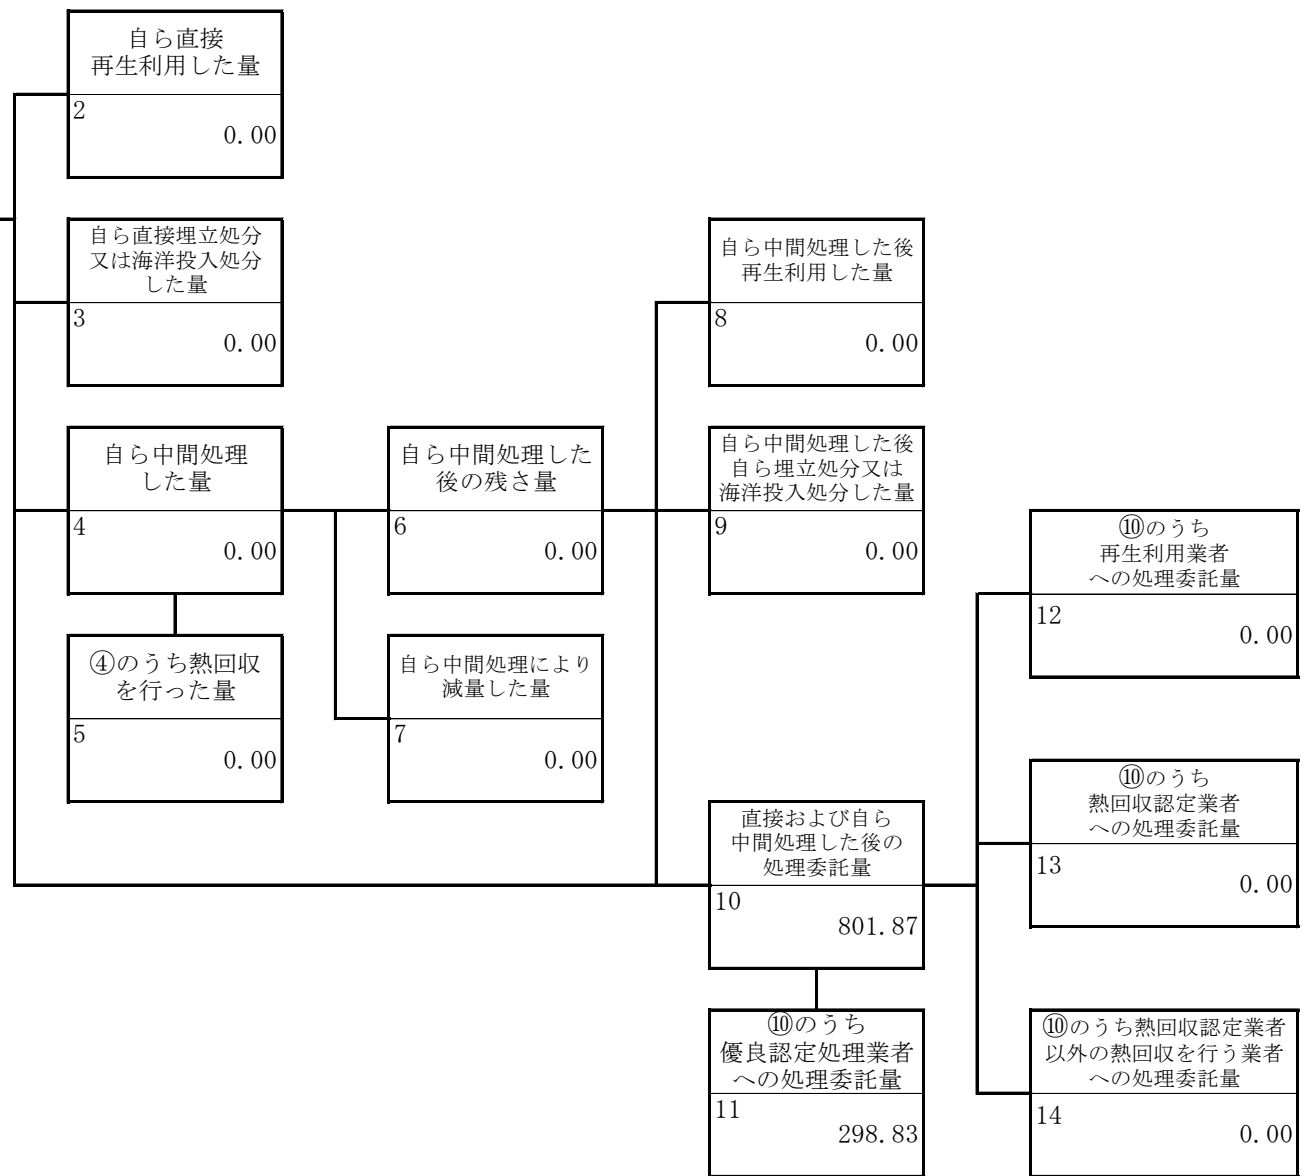 自ら直接
再生利用した量
2
0.00
自ら直接埋立処分
又は海洋投入処分
した量
3
0.00
自ら中間処理した後
再生利用した量
8
0.00
自ら中間処理
した量
4
0.00
自ら中間処理した
後の残さ量
6
0.00
自ら中間処理した後
自ら埋立処分又は
海洋投入処分した量
9
0.00
⑩のうち
再生利用業者
への処理委託量
12
0.00
④のうち熱回収
を行った量
5
0.00
自ら中間処理により
減量した量
7
0.00
⑩のうち
熱回収認定業者
への処理委託量
13
0.00
直接および自ら
中間処理した後の
処理委託量
10
801.87
⑩のうち
優良認定処理業者
への処理委託量
11
298.83
⑩のうち熱回収認定業者
以外の熱回収を行う業者
への処理委託量
14
0.00